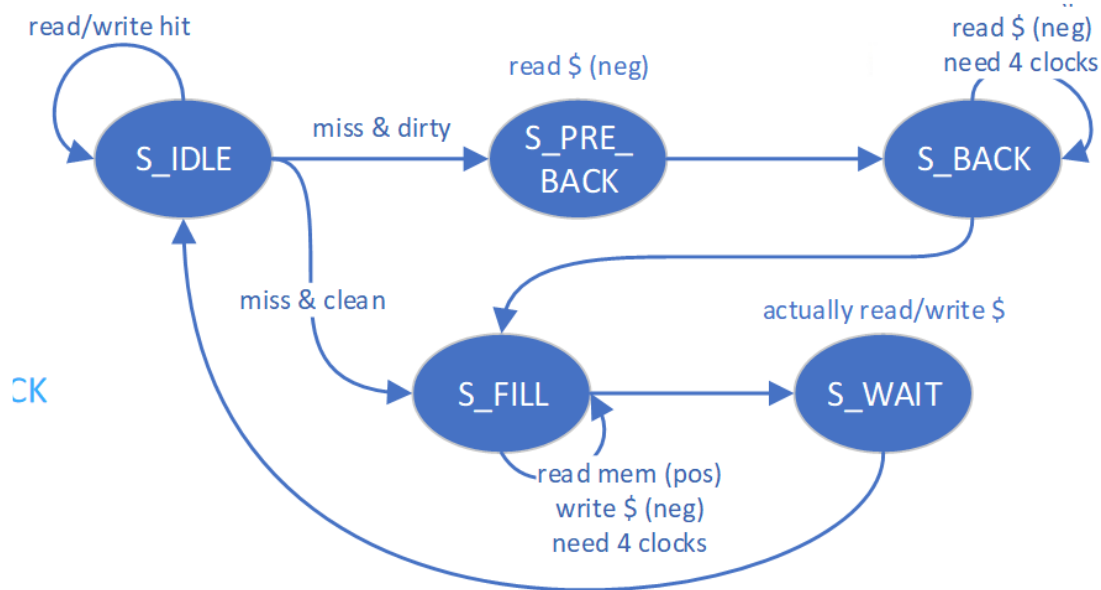 read/write hit
read $ (neg)
need 4 clocks
read $ (neg)
miss & dirty
S_IDLE
S_PRE_
BACK
S_BACK
miss & clean
actually read/write $
CK
S_FILL
S_WAIT
read mem (pos)
write $ (neg)
need 4 clocks